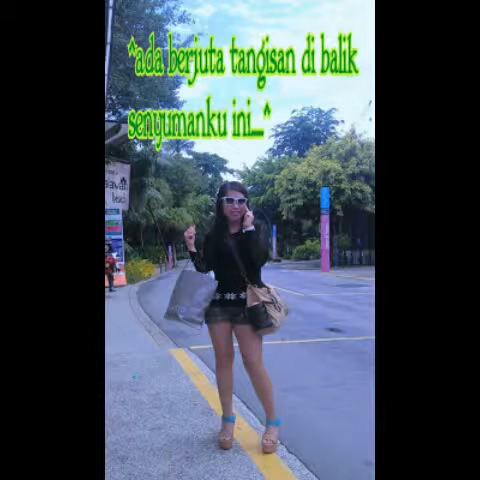 ^ada berjuta tangisan di balik
senyumanku ini....^